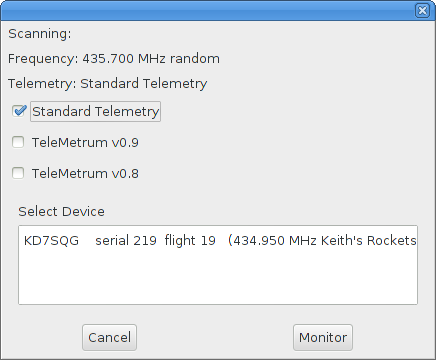 Scanning:
Frequency: 435.700 MHz random
Telemetry: Standard Telemetry
Standard Telemetry
TeleMetrum v0.9
TeleMetrum v0.8
Select Device
KD7SQG serial 219 flight 19 (434.950 MHz Keith's Rockets
Cancel Monitor